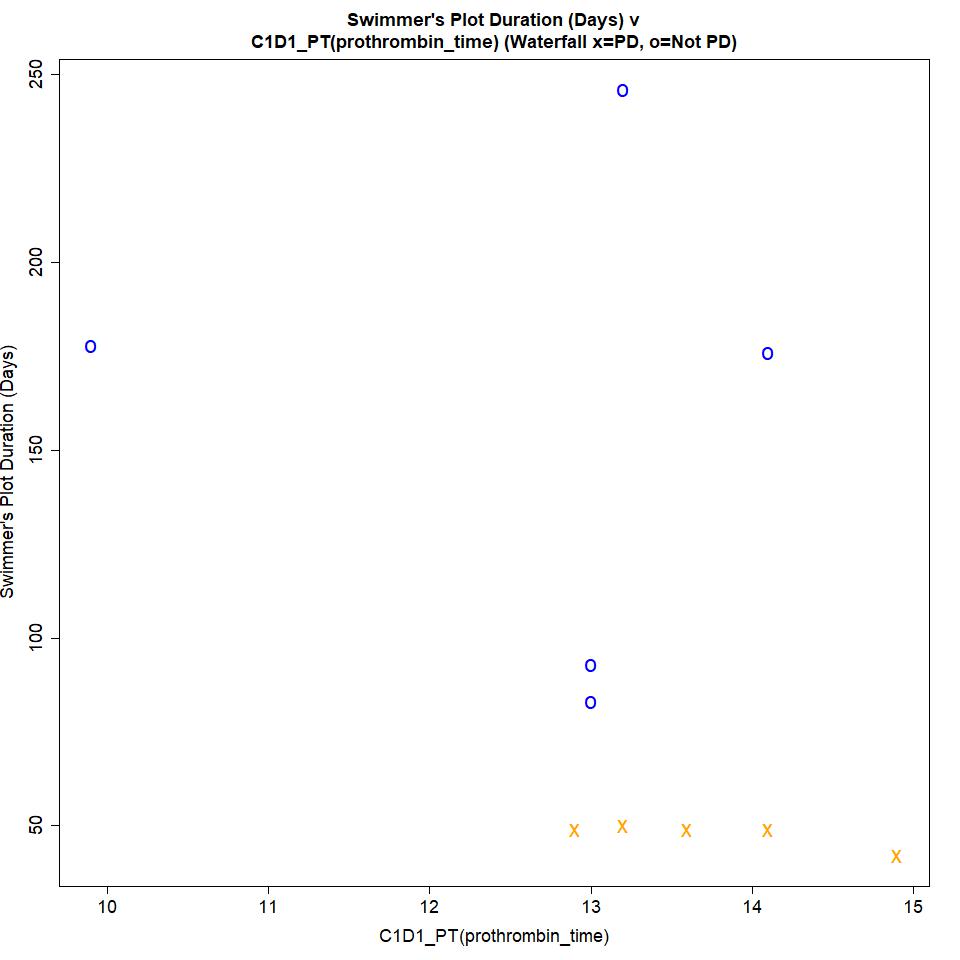 Swimmer's Plot Duration (Days) v
C1D1_PT(prothrombin_time) (Waterfall x=PD, o=Not PD)
Swimmer's Plot Duration (Days)
250
200
150
100
50
O
O
O
O
O
X
X
X
X
X
10
11
12
13
14
15
C1D1_PT(prothrombin_time)